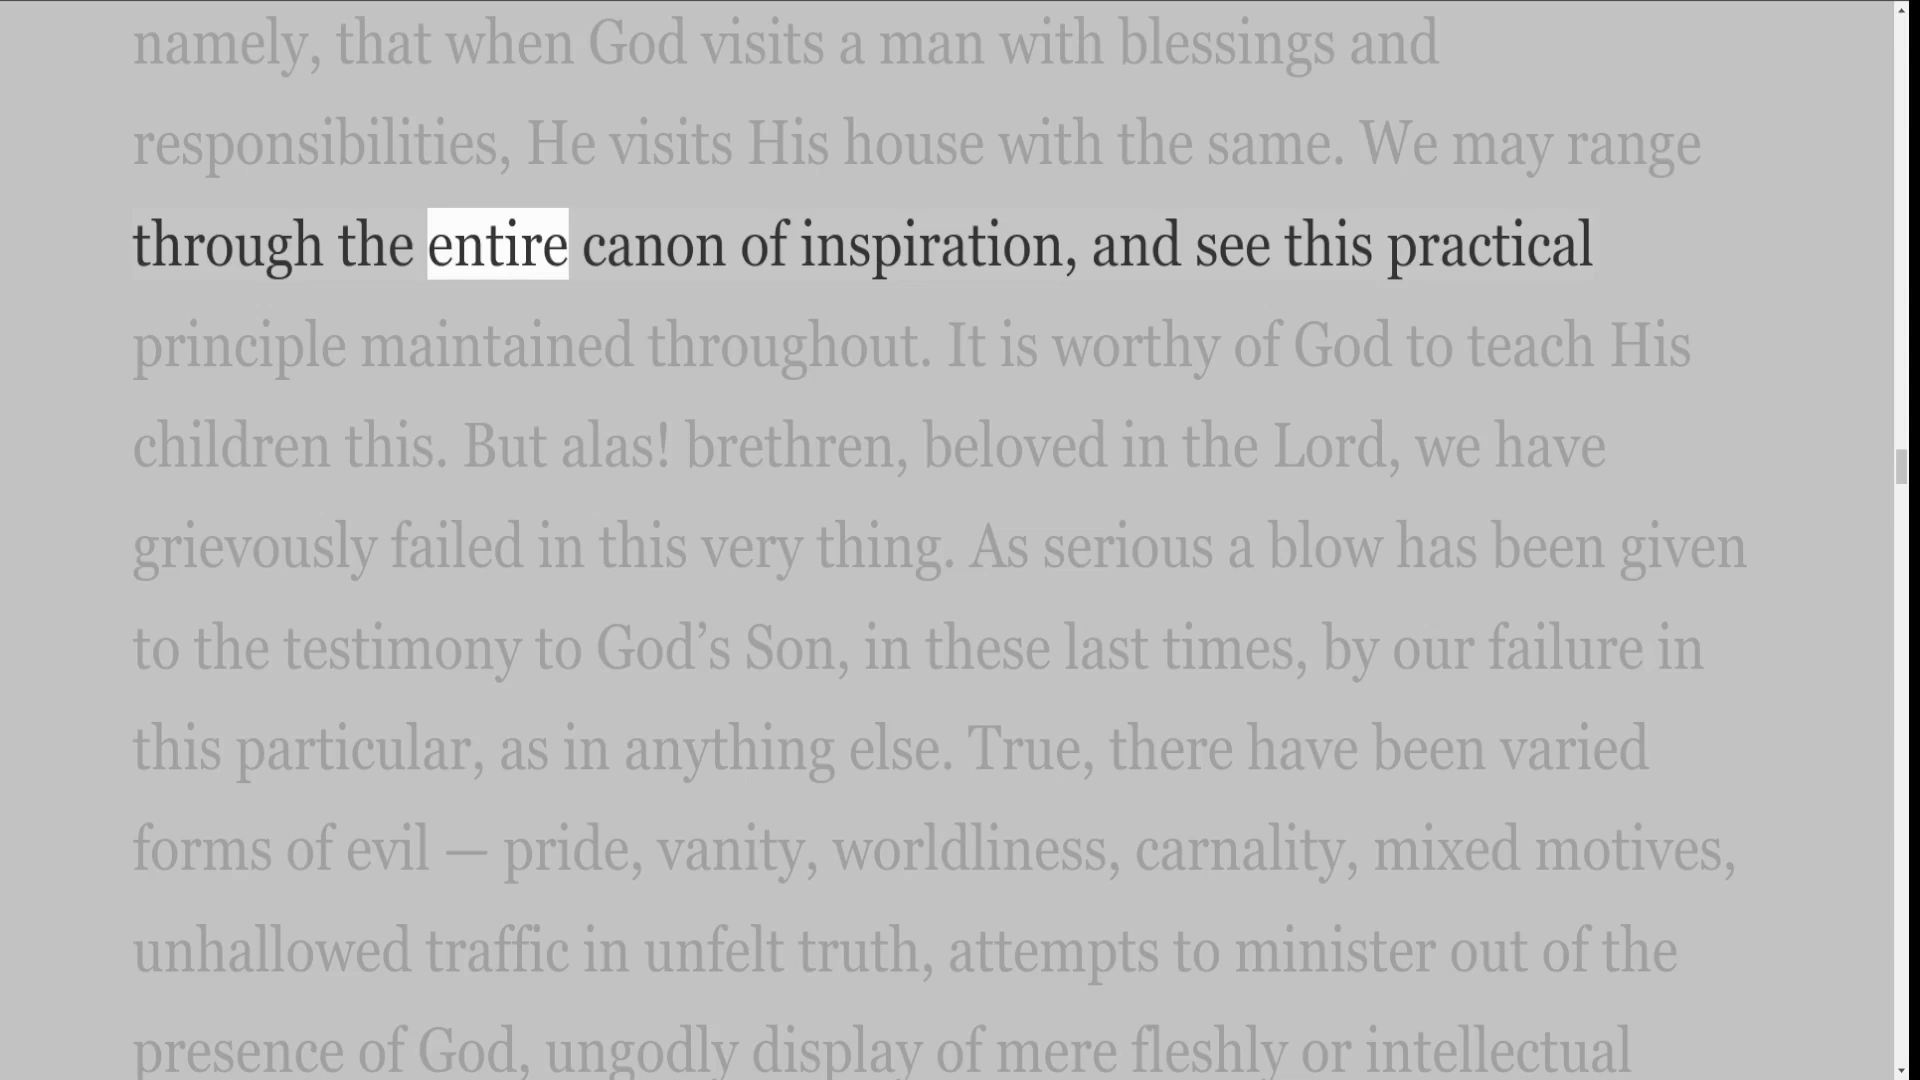 namely, that when God visits a man with blessings and
responsibilities, He visits His house with the same. We may range
through the entire canon of inspiration, and see this practical
principle maintained throughout. It is worthy of God to teach His
children this. But alas! brethren, beloved in the Lord, we have
grievously failed in this very thing. As serious a blow has been given
to the testimony to God’s Son, in these last times, by our failure in
this particular, as in anything else. True, there have been varied
forms of evil — pride, vanity, worldliness, carnality, mixed motives,
unhallowed traffic in unfelt truth, attempts to minister out of the
presence of God, ungodly display of mere fleshly or intellectual